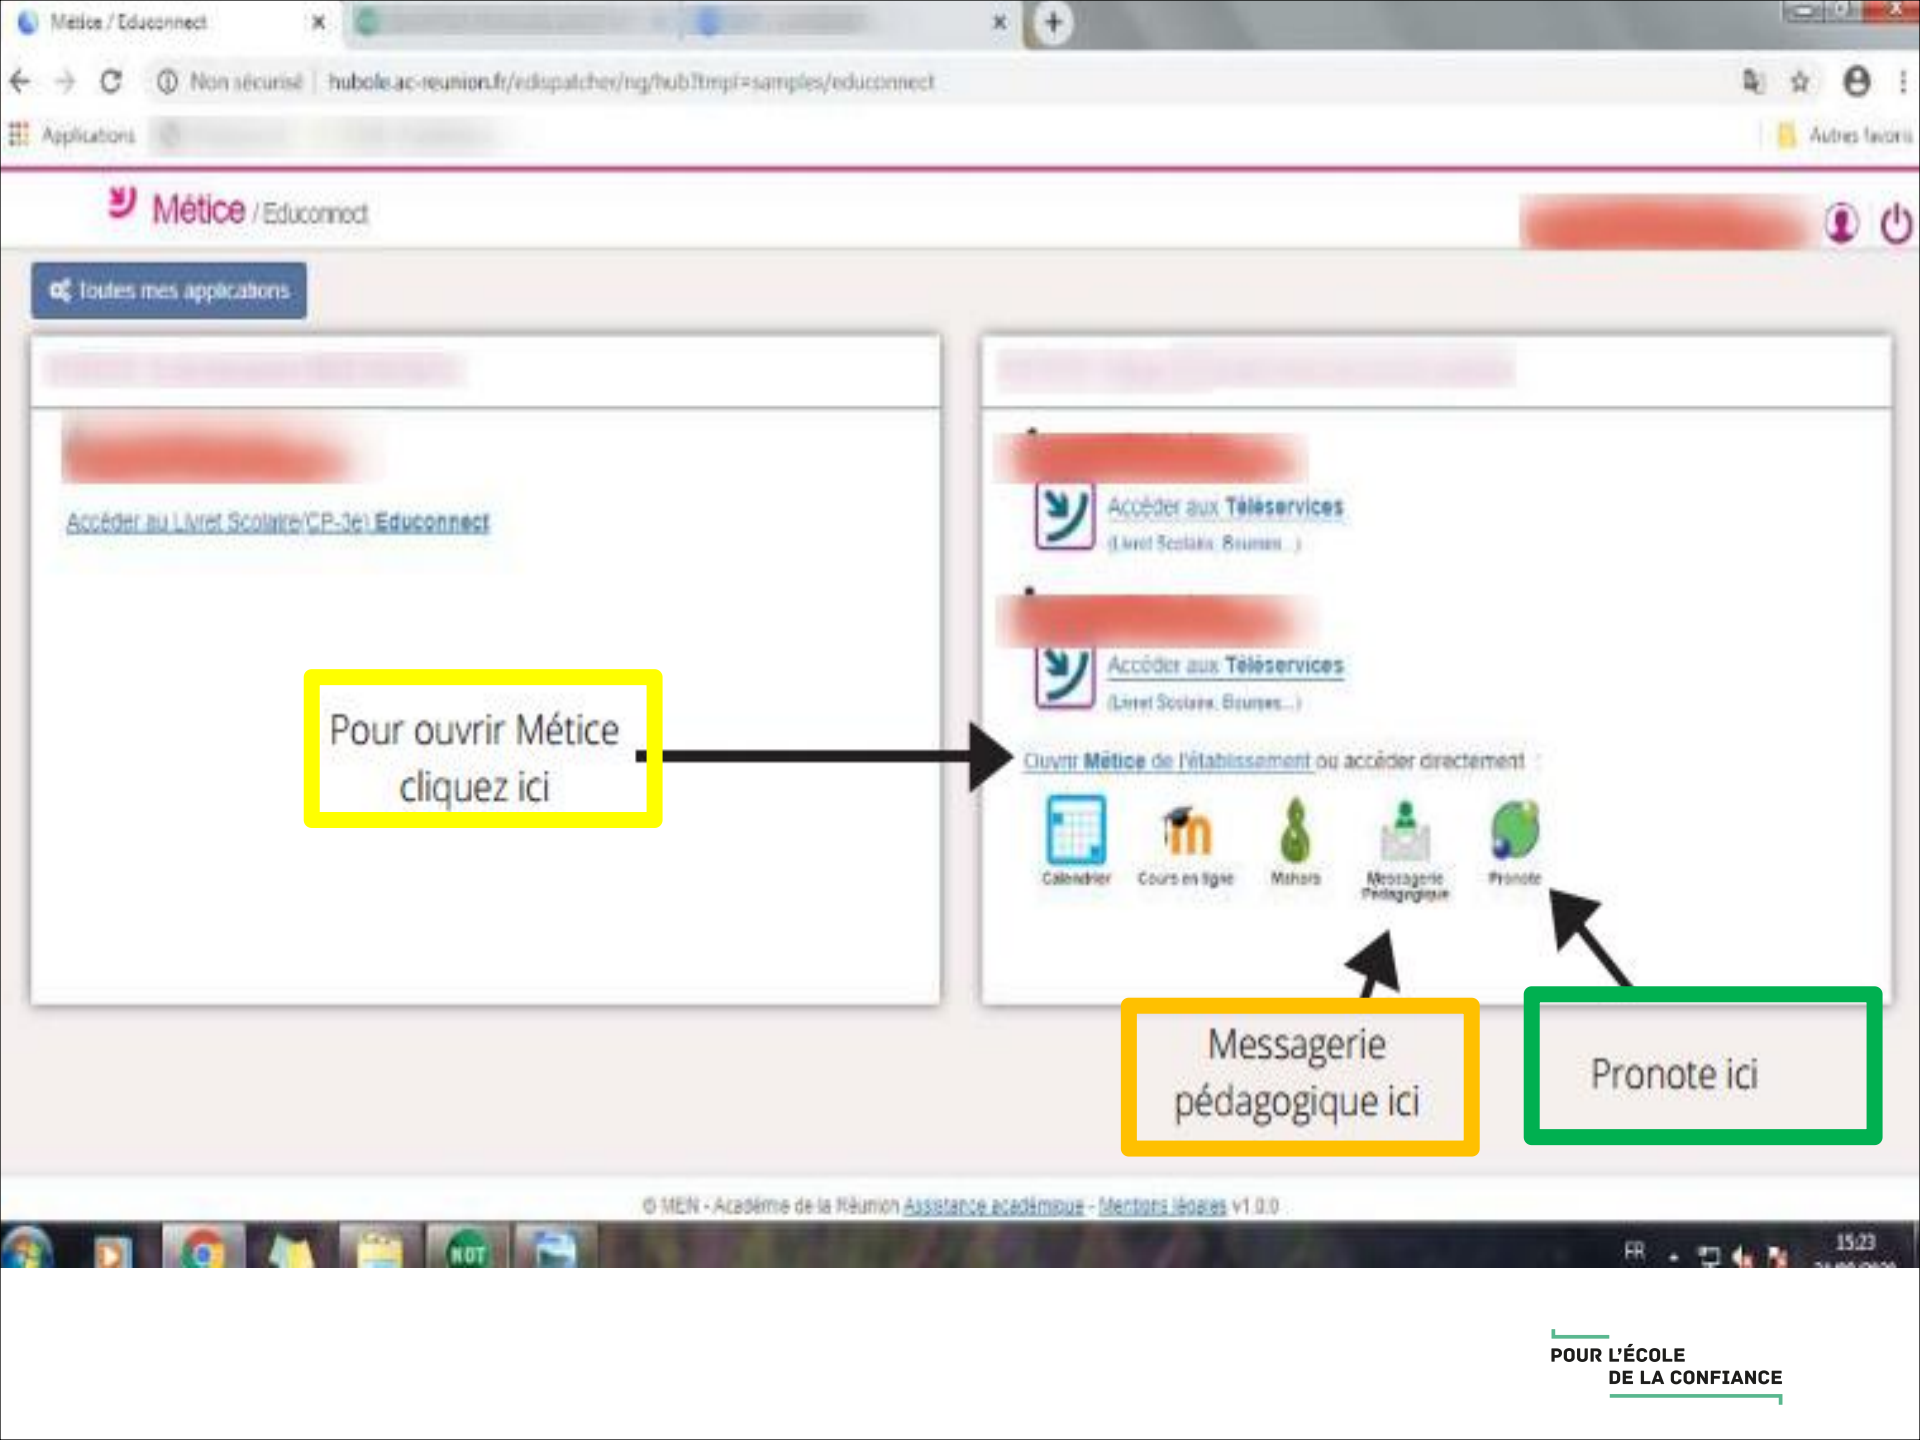 Métice / Educonnect
Non sécurisé | hubole.ac-reunion.fr/edispatcher/ng/hub?tmpl=samples/educonnect
Applications
Autres favoris
Métice / Educonnect
Toutes mes applications
Accéder au Livret Scolaire(CP-3e) Educonnect
Accéder aux Téléservices
(Livret Scolaire, Bourses...)
Accéder aux Téléservices
(Livret Scolaire, Bourses...)
Pour ouvrir Métice
cliquez ici
Ouvrir Métice de l'établissement ou accéder directement :
Calendrier
Cours en ligne
Mahara
Messagerie
Pédagogique
Pronote
Messagerie
pédagogique ici
Pronote ici
© MEN - Académie de la Réunion Assistance académique - Mentions légales v1.0.0
NOT
FR
15:23
POUR L'ÉCOLE
DE LA CONFIANCE